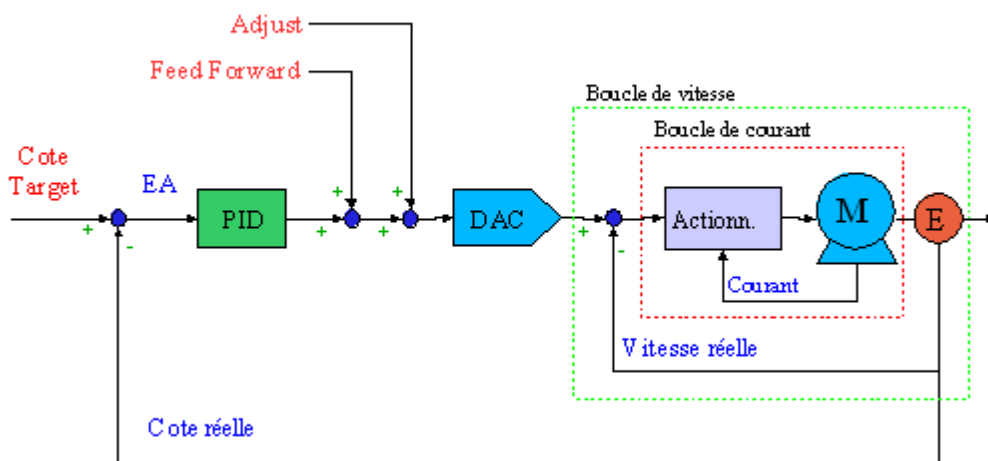 Adjust
Feed Forward
Boucle de vitesse
Boucle de courant
Cote
Target
EA
+
+
+
+
+
-
PID
DAC
+
-
Actionn.
M
E
Courant
Vitesse réelle
Cote réelle